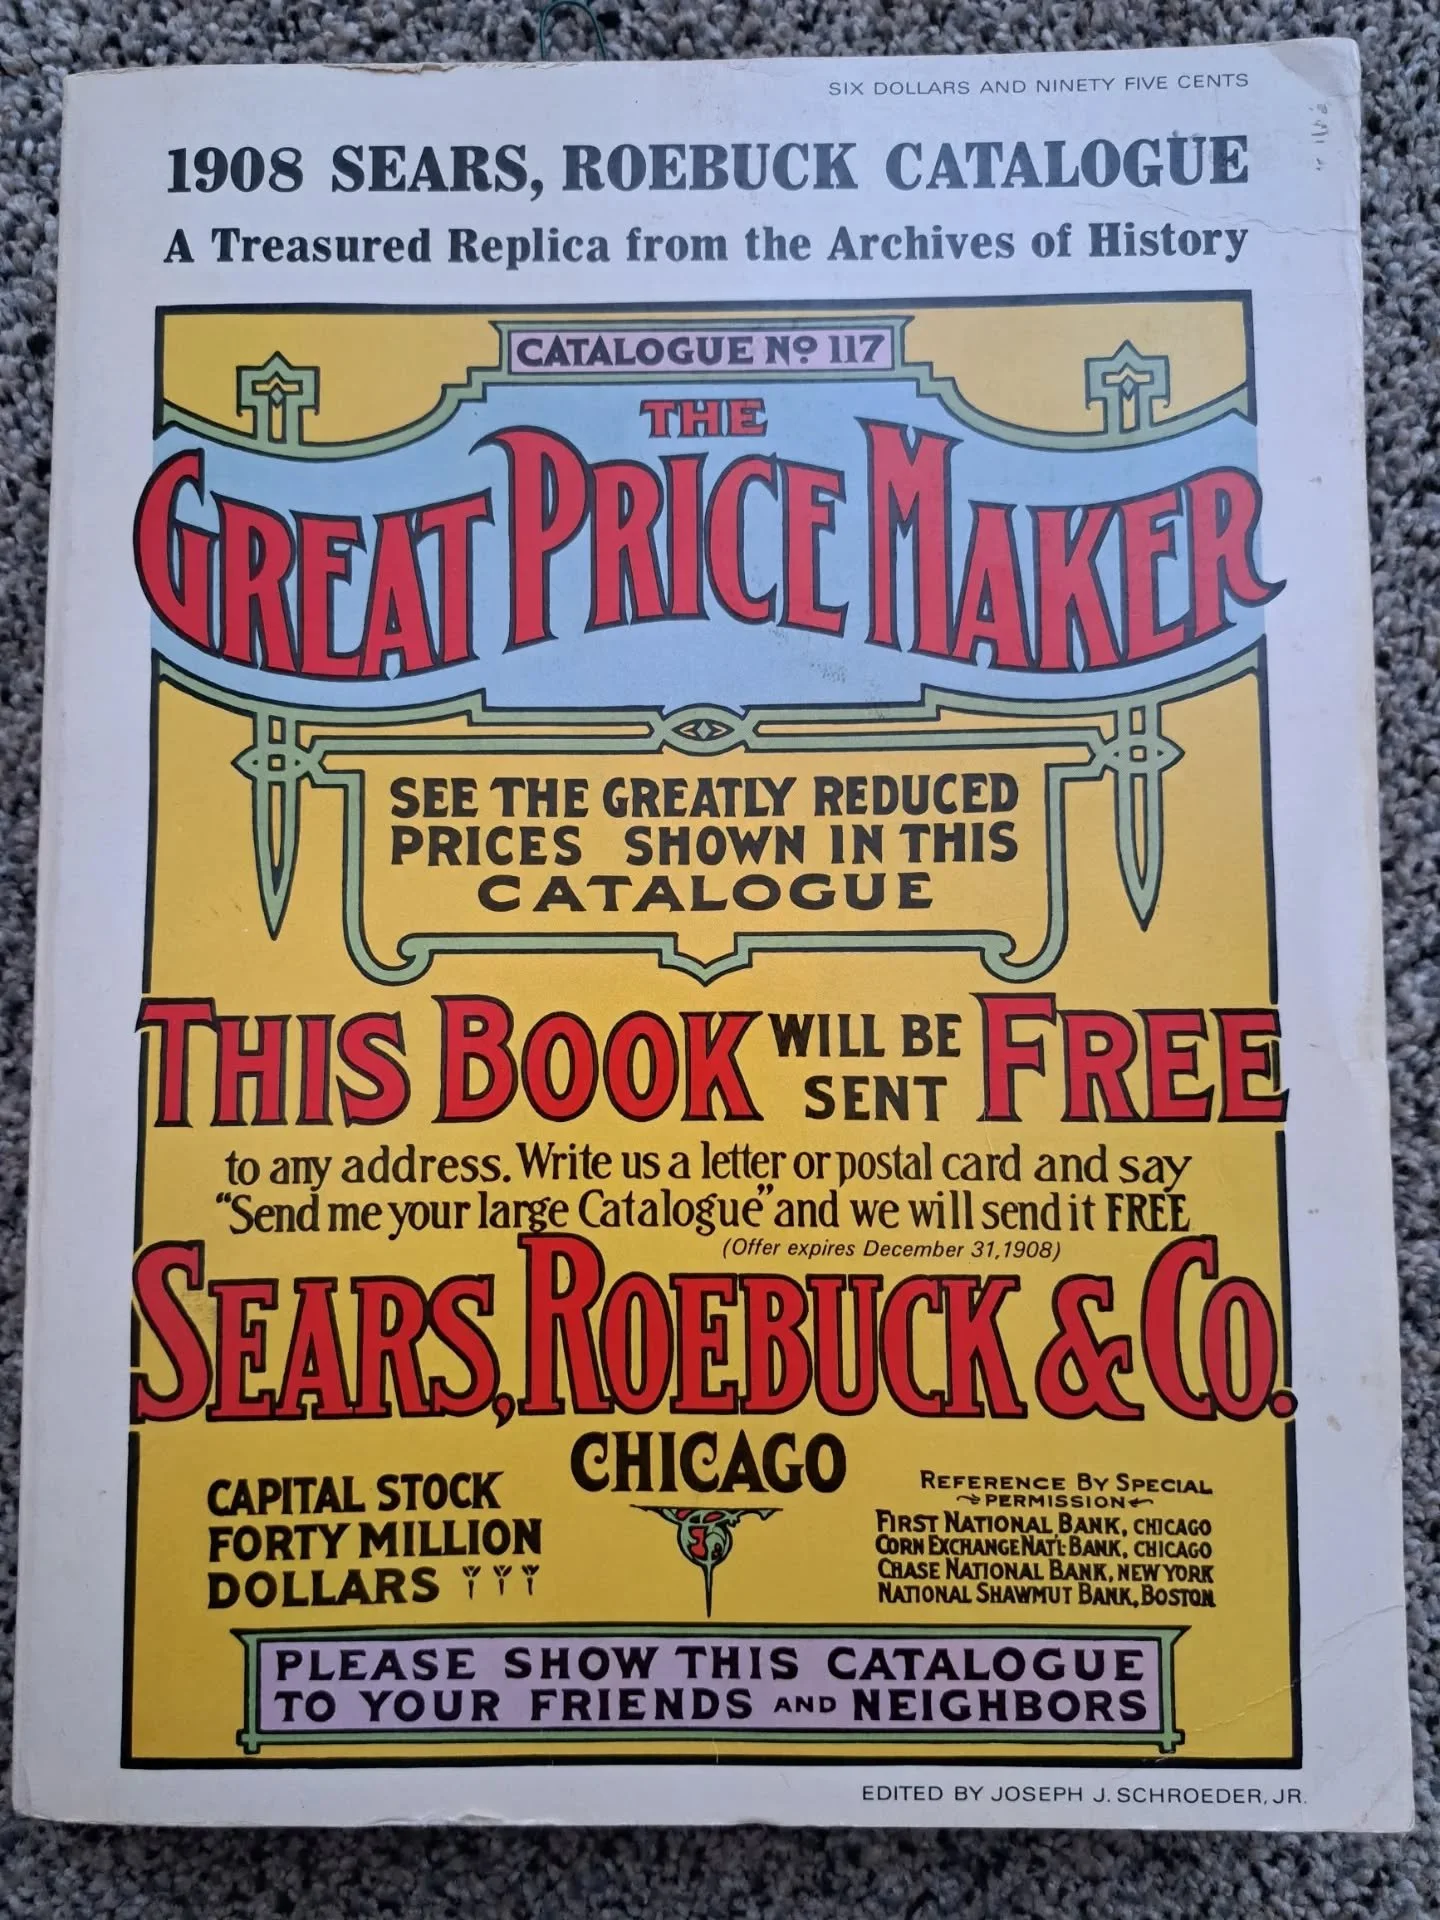 SIX DOLLARS AND NINETY FIVE CENTS
1908 SEARS, ROEBUCK CATALOGUE
A Treasured Replica from the Archives of History
CATALOGUE No 117
THE
GREAT PRICE MAKER
SEE THE GREATLY REDUCED
PRICES SHOWN IN THIS
CATALOGUE
THIS BOOK WILL BE SENT FREE
to any address. Write us a letter or postal card and say
“Send me your large Catalogue” and we will send it FREE
(Offer expires December 31, 1908)
SEARS, ROEBUCK & CO.
CHICAGO
CAPITAL STOCK
FORTY MILLION
DOLLARS
REFERENCE BY SPECIAL
PERMISSION
FIRST NATIONAL BANK, CHICAGO
CORN EXCHANGE NAT'L BANK, CHICAGO
CHASE NATIONAL BANK, NEW YORK
NATIONAL SHAWMUT BANK, BOSTON
PLEASE SHOW THIS CATALOGUE
TO YOUR FRIENDS AND NEIGHBORS
EDITED BY JOSEPH J. SCHROEDER, JR.